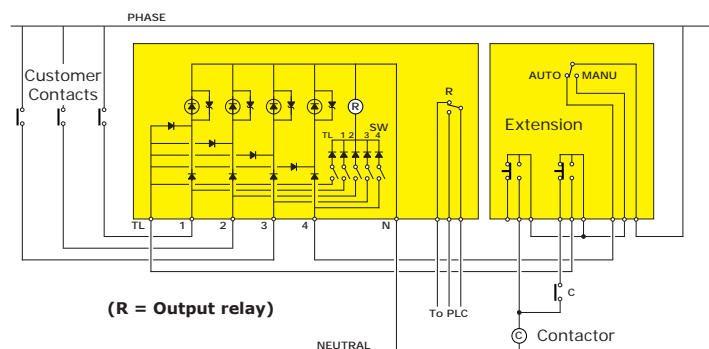 PHASE
Customer
Contacts
R
AUTO MANU
Extension
R
SW
TL 1 2 3 4
TL 1 2 3 4 N
C
(R = Output relay)
To PLC
C Contactor
NEUTRAL